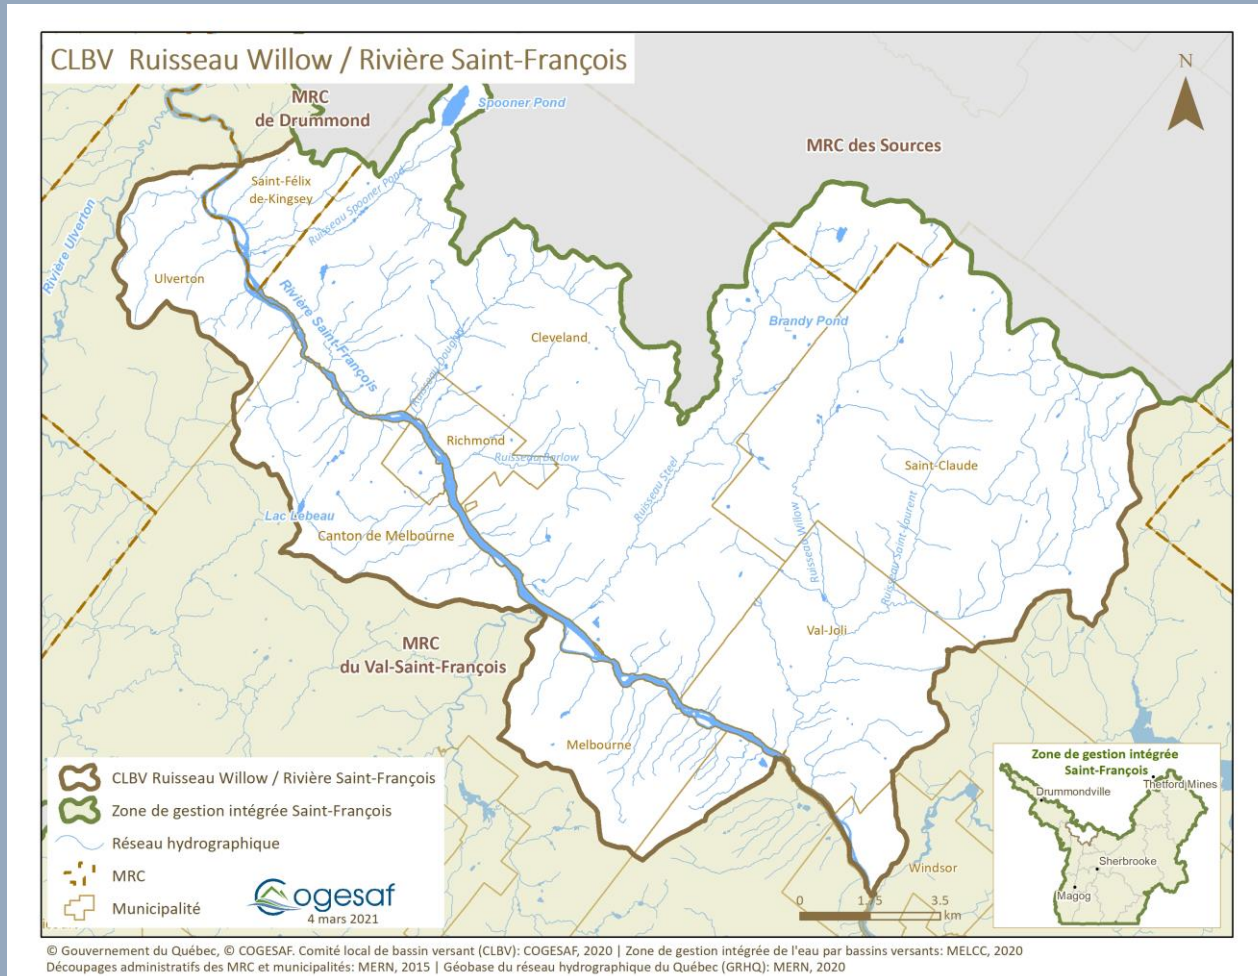 CLBV Ruisseau Willow / Rivière Saint-François
N
MRC
de Drummond
Spooner Pond
MRC des Sources
Saint-Félix
de-Kingsey
Ruisseau Spooner Pond
Rivière Ulverton
Ulverton
Rivière Saint-François
Brandy Pond
Cleveland
Ruisseau Douglas
Richmond
Ruisseau Barlow
Saint-Claude
Ruisseau Steel
Lac Lebeau
Canton de Melbourne
Ruisseau Willow
Ruisseau Saint-Laurent
Val-Joli
MRC
du Val-Saint-François
Melbourne
Windsor
CLBV Ruisseau Willow / Rivière Saint-François
Zone de gestion intégrée Saint-François
Réseau hydrographique
MRC
Municipalité
Cogesaf
4 mars 2021
0 1.75 3.5
km
Zone de gestion intégrée
Saint-François
Drummondville
Thetford Mines
Sherbrooke
Magog
© Gouvernement du Québec, © COGESAF. Comité local de bassin versant (CLBV): COGESAF, 2020 | Zone de gestion intégrée de l'eau par bassins versants: MELCC, 2020
Découpages administratifs des MRC et municipalités: MERN, 2015 | Géobase du réseau hydrographique du Québec (GRHQ): MERN, 2020